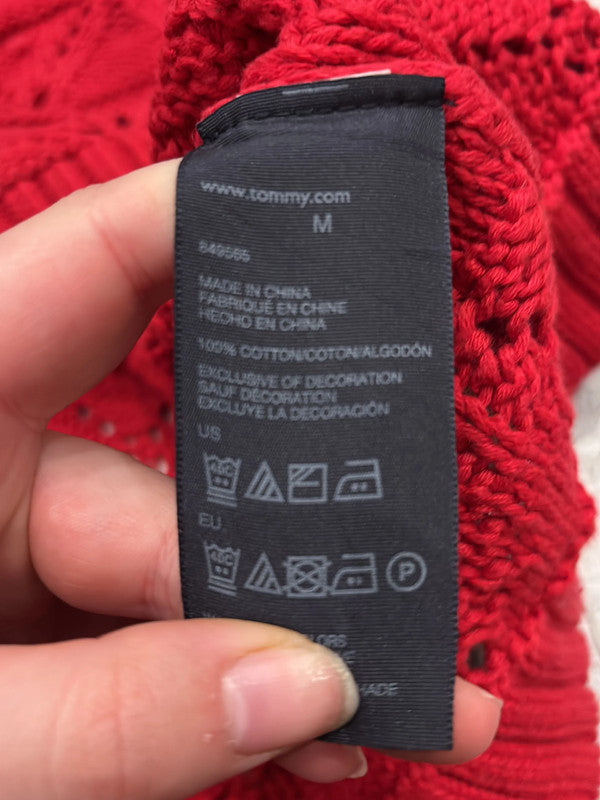 www.tommy.com
M
849565
MADE IN CHINA
FABRIQUÉ EN CHINE
HECHO EN CHINA
100% COTTON/COTON/ALGODÓN
EXCLUSIVE OF DECORATION
SAUF DÉCORATION
EXCLUYE LA DECORACIÓN
US
EU
P